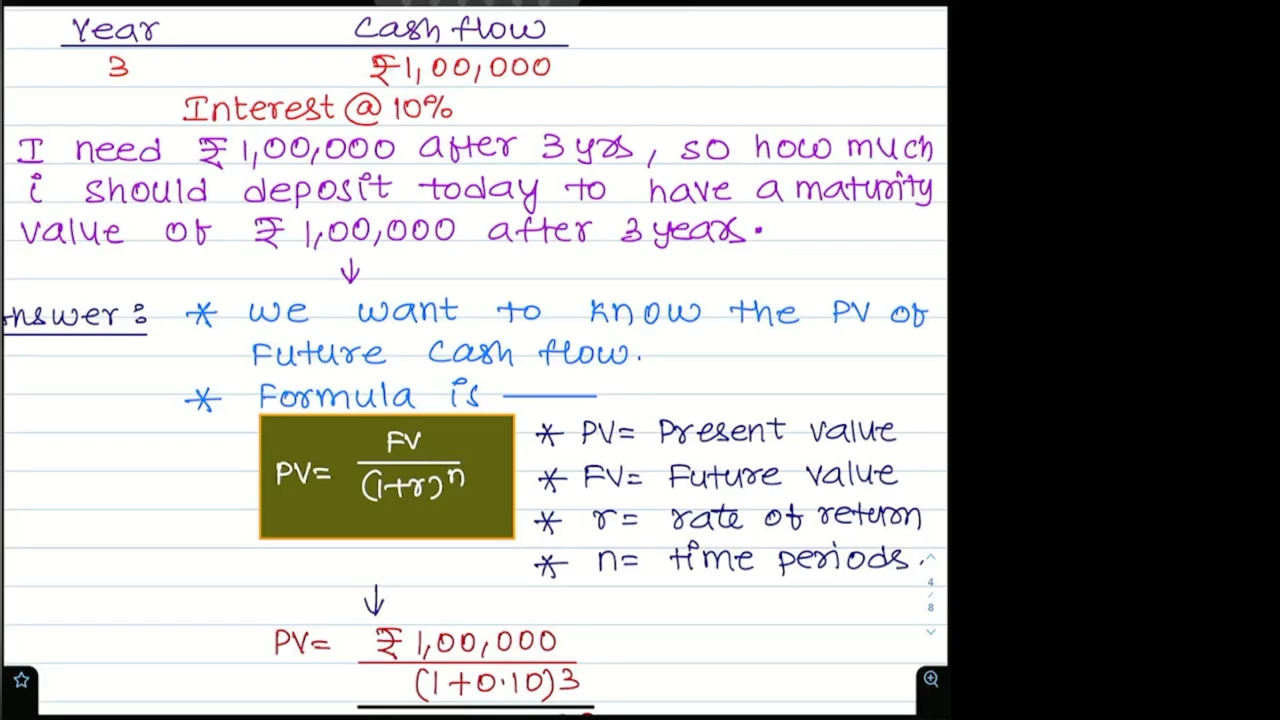 Year Cash flow
3 ₹1,00,000
Interest @ 10%
I need ₹1,00,000 after 3 yrs, so how much
i should deposit today to have a maturity
value of ₹1,00,000 after 3 years.
↓
nswer: * we want to know the PV of
Future cash flow.
* Formula is ———
PV= FV
(1+r)^n
* PV= Present value
* FV= Future value
* r= rate of return
* n= time periods.
4
/
8
↓
PV= ₹1,00,000
(1+0.10)3